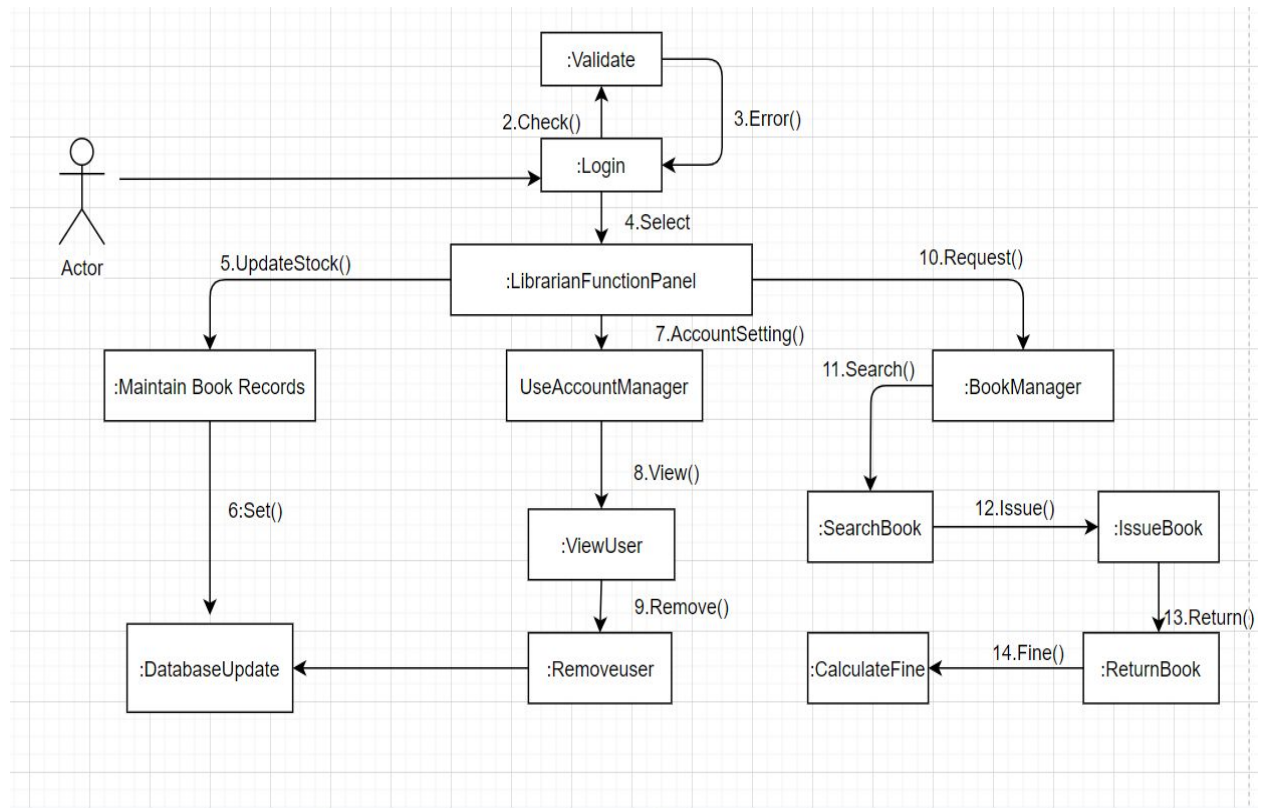 :Validate
2.Check()
3.Error()
:Login
4.Select
Actor
5.UpdateStock()
:LibrarianFunctionPanel
10.Request()
7.AccountSetting()
:Maintain Book Records
UseAccountManager
11.Search()
:BookManager
8.View()
6:Set()
:SearchBook
12.Issue()
:IssueBook
:ViewUser
9.Remove()
13.Return()
:DatabaseUpdate
:Removeuser
:CalculateFine
14.Fine()
:ReturnBook